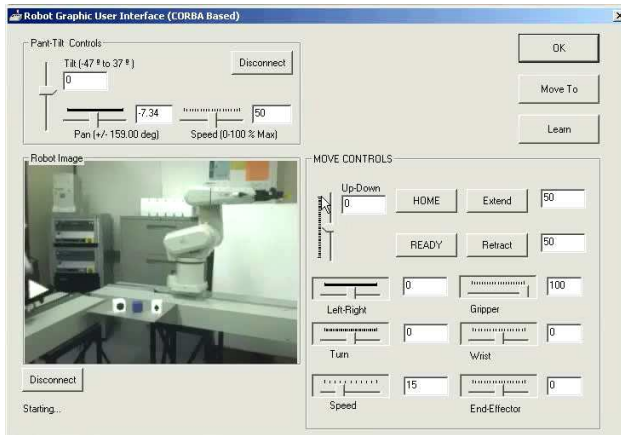 Robot Graphic User Interface (CORBA Based)
Pant-Tilt Controls
Tilt (-47 º to 37 º )
0
Disconnect
-7.34
50
Pan (+/- 159.00 deg)
Speed (0-100 % Max)
OK
Move To
Learn
Robot Image
MOVE CONTROLS
Up-Down
0
HOME
Extend
50
READY
Retract
50
0
100
Left-Right
Gripper
0
0
Turn
Wrist
15
0
Speed
End-Effector
Disconnect
Starting...